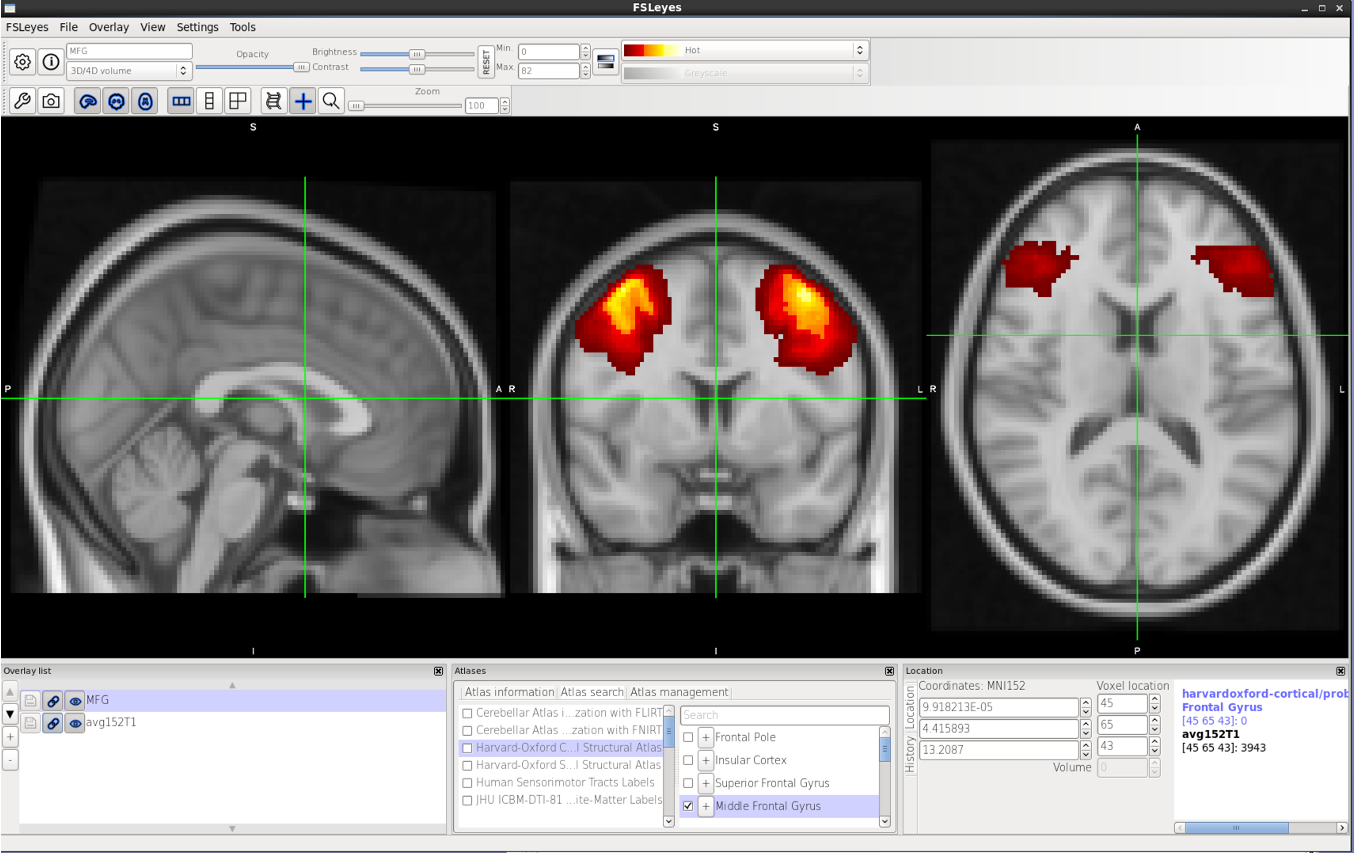 FSLeyes
FSLeyes File Overlay View Settings Tools
MFG
3D/4D volume
Opacity
Brightness
Contrast
RESET
Min. 0
Max. 82
Hot
Greyscale
Zoom
100
S
S
A
P
A R
L R
L
I
I
P
Overlay list
MFG
avg152T1
Atlases
Atlas information Atlas search Atlas management
Cerebellar Atlas i...zation with FLIRT
Cerebellar Atlas ...zation with FNIRT
Harvard-Oxford C...l Structural Atlas
Harvard-Oxford S...l Structural Atlas
Human Sensorimotor Tracts Labels
JHU ICBM-DTI-81 ...ite-Matter Labels
Search
Frontal Pole
Insular Cortex
Superior Frontal Gyrus
Middle Frontal Gyrus
Location
Location
History
Coordinates: MNI152
9.918213E-05
4.415893
13.2087
Voxel location
45
65
43
Volume 0
harvardoxford-cortical/prob
Frontal Gyrus
[45 65 43]: 0
avg152T1
[45 65 43]: 3943